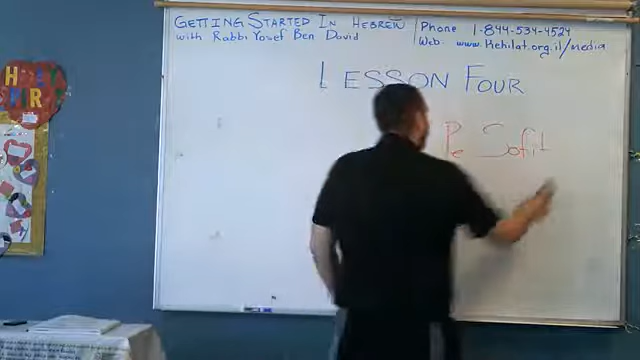 GETTING STARTED IN HEBREW
with Rabbi Yosef Ben David
Phone 1-844-534-4524
Web: www.Kehilat.org.il/media
LESSON FOUR
Pe Sofit